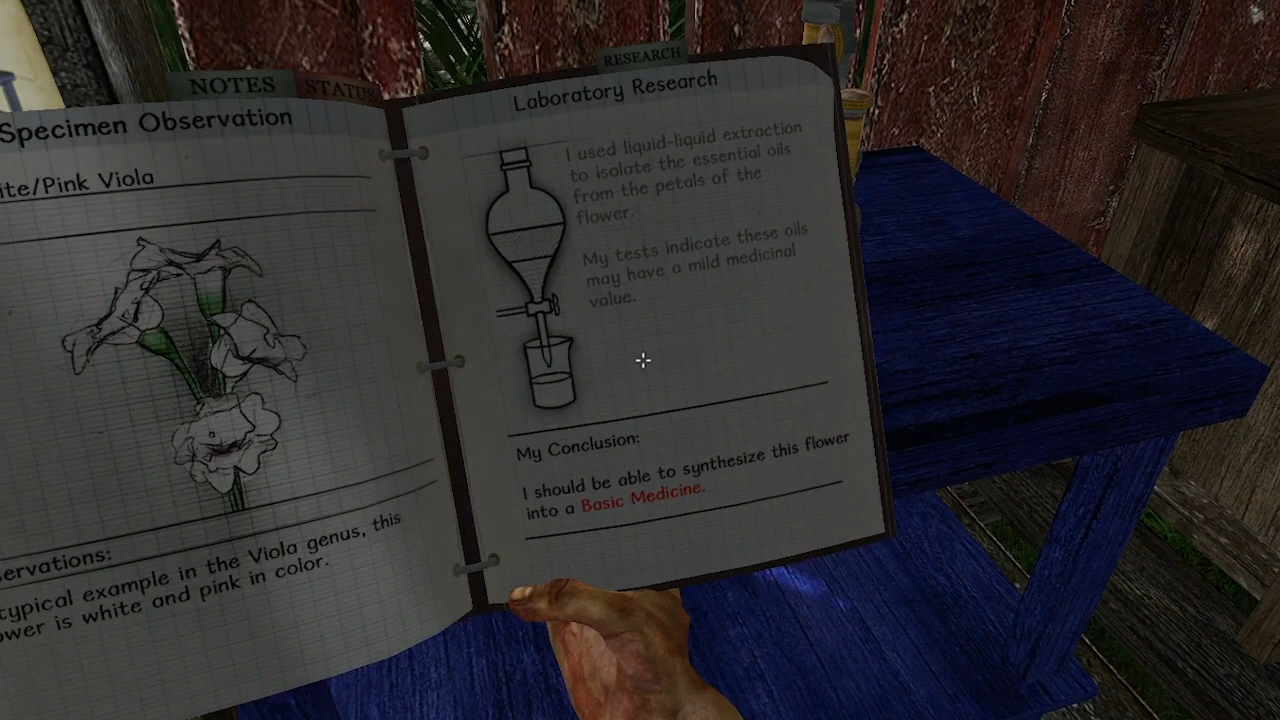 NOTES
STATUS
Specimen Observation
ite/Pink Viola
ervations:
typical example in the Viola genus, this
ower is white and pink in color.
RESEARCH
Laboratory Research
I used liquid-liquid extraction
to isolate the essential oils
from the petals of the
flower.
My tests indicate these oils
may have a mild medicinal
value.
My Conclusion:
I should be able to synthesize this flower
into a Basic Medicine.